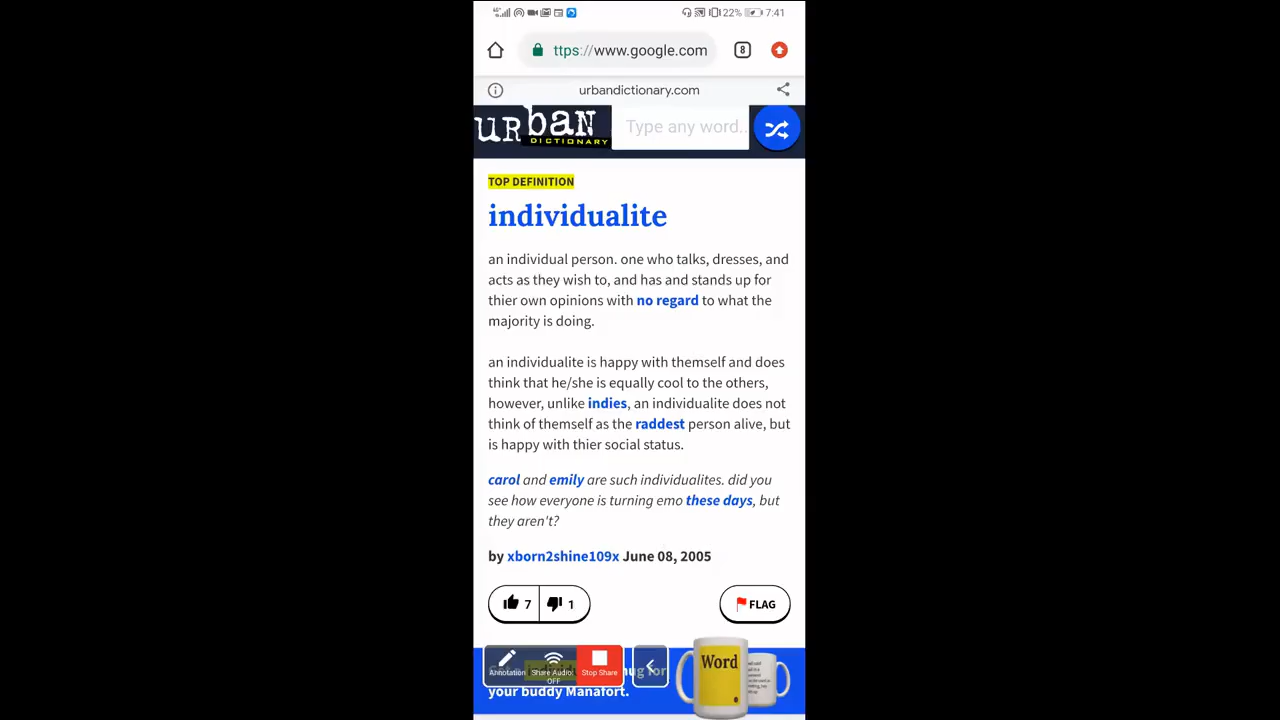 22% 7:41
ttps://www.google.com 8
urbandictionary.com
URBAN
DICTIONARY
Type any word..
TOP DEFINITION
individualite
an individual person. one who talks, dresses, and
acts as they wish to, and has and stands up for
thier own opinions with no regard to what the
majority is doing.
an individualite is happy with themself and does
think that he/she is equally cool to the others,
however, unlike indies, an individualite does not
think of themself as the raddest person alive, but
is happy with thier social status.
carol and emily are such individualites. did you
see how everyone is turning emo these days, but
they aren't?
by xborn2shine109x June 08, 2005
7 1 FLAG
Annotation Share Audio: OFF Stop Share
your buddy Manafort.
Word